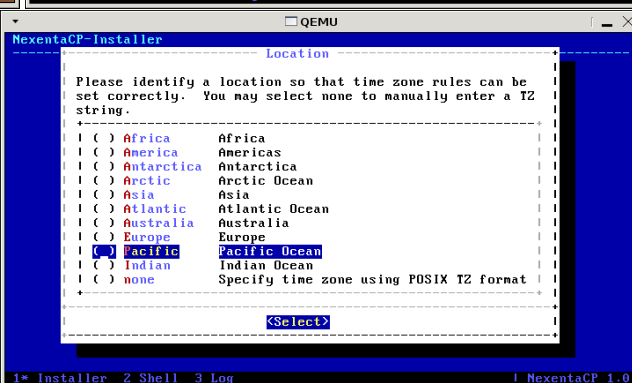 QEMU
NexentaCP-Installer
Location
Please identify a location so that time zone rules can be
set correctly.  You may select none to manually enter a TZ
string.
( ) Africa Africa
( ) America Americas
( ) Antarctica Antarctica
( ) Arctic Arctic Ocean
( ) Asia Asia
( ) Atlantic Atlantic Ocean
( ) Australia Australia
( ) Europe Europe
( ) Pacific Pacific Ocean
( ) Indian Indian Ocean
( ) none Specify time zone using POSIX TZ format
<Select>
1* Installer  2 Shell  3 Log | NexentaCP 1.0